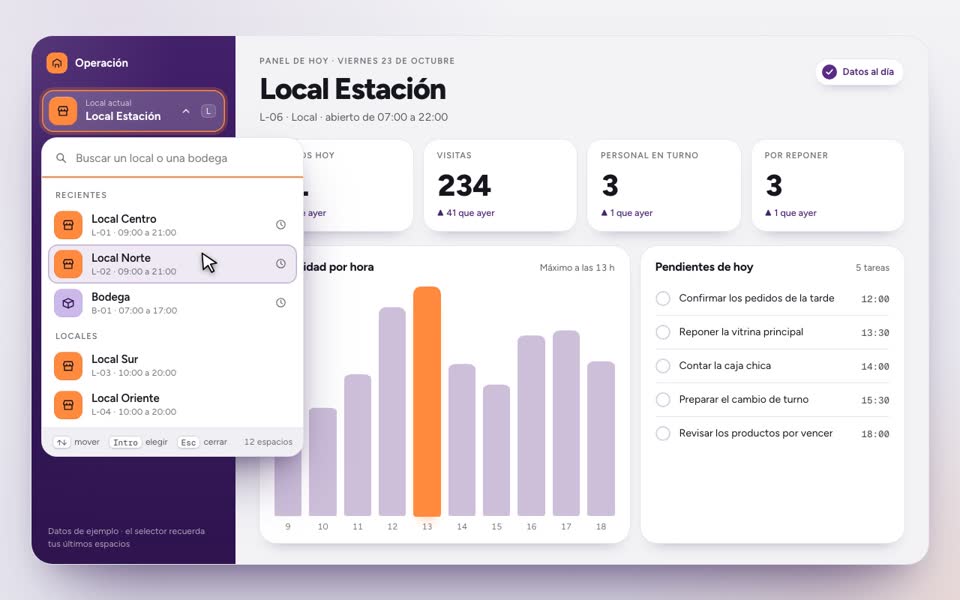 Operación
Local actual
Local Estación
L
Buscar un local o una bodega
RECIENTES
Local Centro
L-01 · 09:00 a 21:00
Local Norte
L-02 · 09:00 a 21:00
Bodega
B-01 · 07:00 a 17:00
LOCALES
Local Sur
L-03 · 10:00 a 20:00
Local Oriente
L-04 · 10:00 a 20:00
↑↓ mover Intro elegir Esc cerrar 12 espacios
Datos de ejemplo · el selector recuerda
tus últimos espacios
PANEL DE HOY · VIERNES 23 DE OCTUBRE
Local Estación
L-06 · Local · abierto de 07:00 a 22:00
Datos al día
HOY
ayer
VISITAS
234
▲ 41 que ayer
PERSONAL EN TURNO
3
▲ 1 que ayer
POR REPONER
3
▲ 1 que ayer
por hora
Máximo a las 13 h
9 10 11 12 13 14 15 16 17 18
Pendientes de hoy
5 tareas
Confirmar los pedidos de la tarde 12:00
Reponer la vitrina principal 13:30
Contar la caja chica 14:00
Preparar el cambio de turno 15:30
Revisar los productos por vencer 18:00